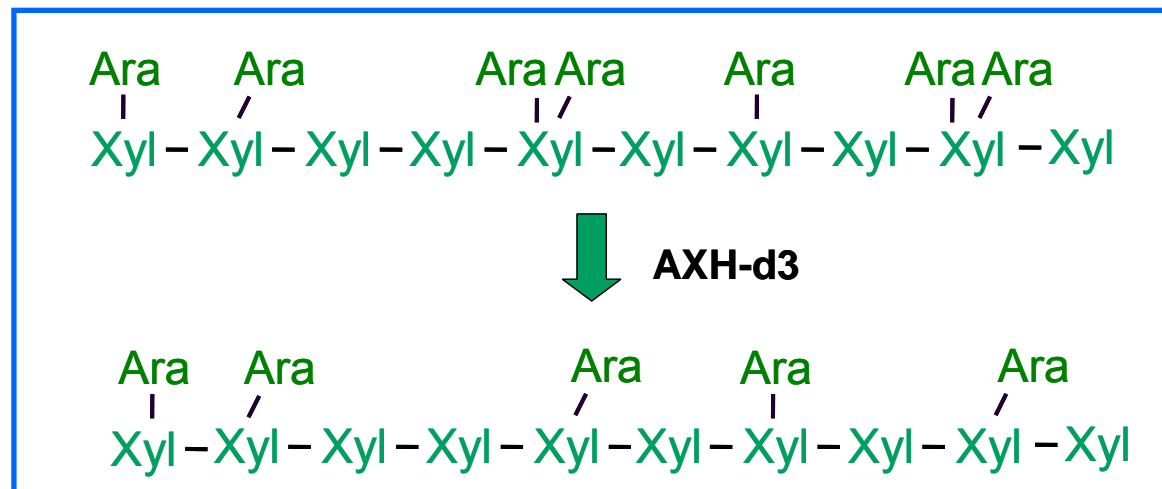 Ara Ara Ara Ara Ara Ara Ara
Xyl – Xyl – Xyl – Xyl – Xyl – Xyl – Xyl – Xyl – Xyl – Xyl
AXH-d3
Ara Ara Ara Ara Ara
Xyl – Xyl – Xyl – Xyl – Xyl – Xyl – Xyl – Xyl – Xyl – Xyl